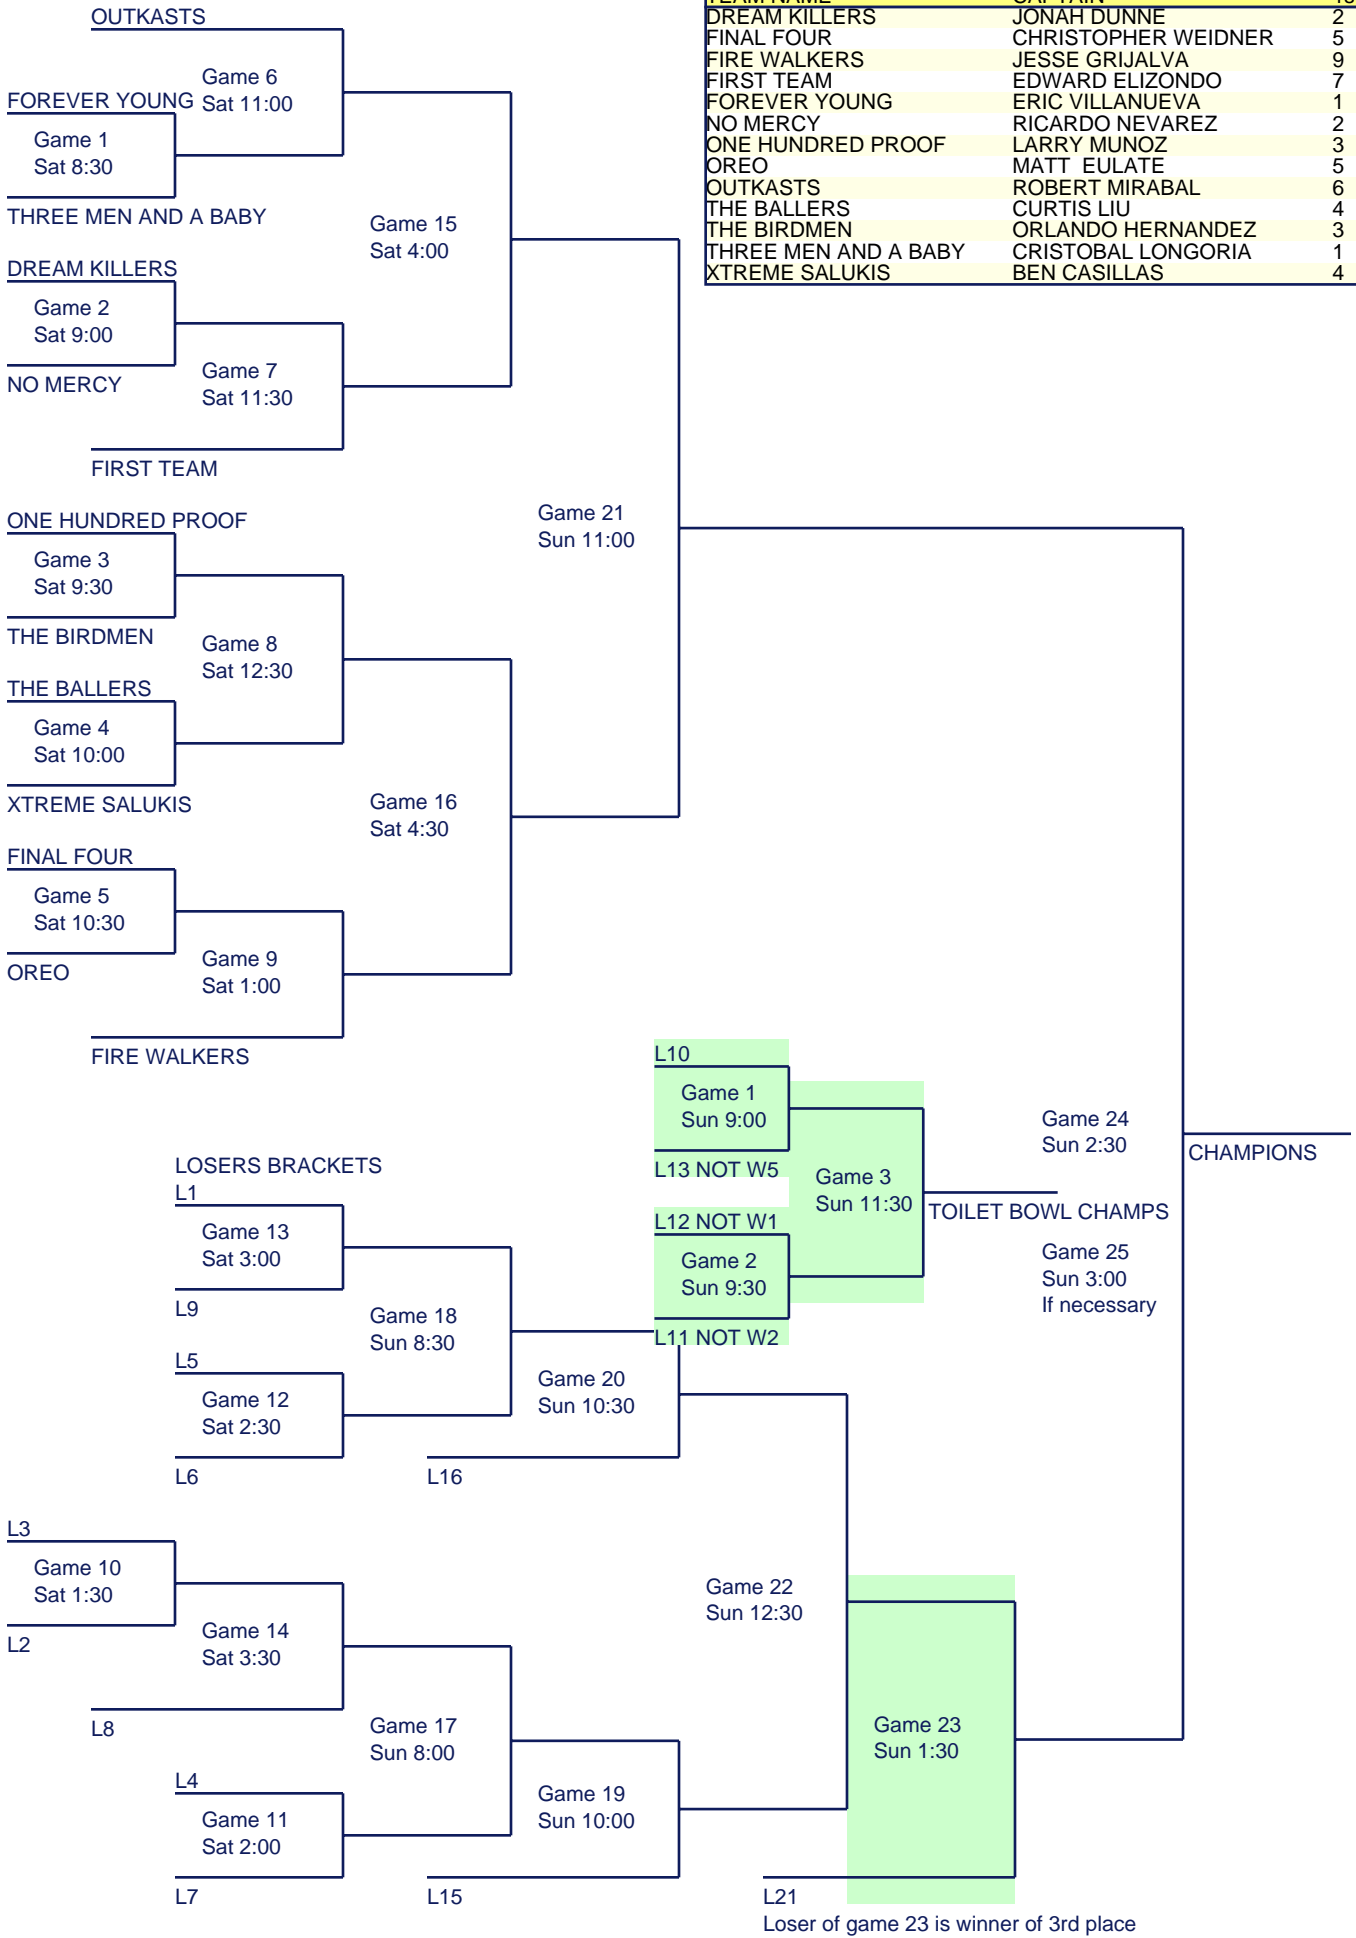 OUTKASTS
Game 6
Sat 11:00
FOREVER YOUNG
Game 1
Sat 8:30
THREE MEN AND A BABY
Game 15
Sat 4:00
DREAM KILLERS
Game 2
Sat 9:00
NO MERCY
Game 7
Sat 11:30
FIRST TEAM
DREAM KILLERS JONAH DUNNE 2
FINAL FOUR CHRISTOPHER WEIDNER 5
FIRE WALKERS JESSE GRIJALVA 9
FIRST TEAM EDWARD ELIZONDO 7
FOREVER YOUNG ERIC VILLANUEVA 1
NO MERCY RICARDO NEVAREZ 2
ONE HUNDRED PROOF LARRY MUNOZ 3
OREO MATT EULATE 5
OUTKASTS ROBERT MIRABAL 6
THE BALLERS CURTIS LIU 4
THE BIRDMEN ORLANDO HERNANDEZ 3
THREE MEN AND A BABY CRISTOBAL LONGORIA 1
XTREME SALUKIS BEN CASILLAS 4
ONE HUNDRED PROOF
Game 3
Sat 9:30
THE BIRDMEN
Game 8
Sat 12:30
THE BALLERS
Game 4
Sat 10:00
XTREME SALUKIS
Game 21
Sun 11:00
Game 16
Sat 4:30
FINAL FOUR
Game 5
Sat 10:30
OREO
Game 9
Sat 1:00
FIRE WALKERS
L10
Game 1
Sun 9:00
L13 NOT W5
Game 3
Sun 11:30
L12 NOT W1
Game 2
Sun 9:30
L11 NOT W2
TOILET BOWL CHAMPS
Game 24
Sun 2:30
CHAMPIONS
Game 25
Sun 3:00
If necessary
LOSERS BRACKETS
L1
Game 13
Sat 3:00
L9
Game 18
Sun 8:30
L5
Game 12
Sat 2:30
L6
Game 20
Sun 10:30
L16
L3
Game 10
Sat 1:30
L2
Game 14
Sat 3:30
L8
Game 22
Sun 12:30
Game 17
Sun 8:00
L4
Game 11
Sat 2:00
L7
Game 19
Sun 10:00
L15
Game 23
Sun 1:30
L21
Loser of game 23 is winner of 3rd place